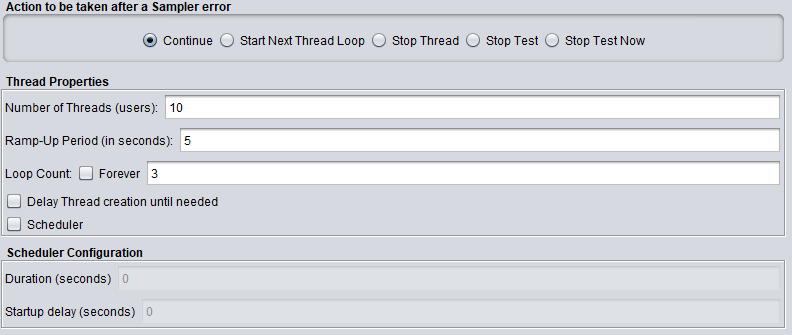 Action to be taken after a Sampler error
Continue Start Next Thread Loop Stop Thread Stop Test Stop Test Now
Thread Properties
Number of Threads (users): 10
Ramp-Up Period (in seconds): 5
Loop Count: Forever 3
Delay Thread creation until needed
Scheduler
Scheduler Configuration
Duration (seconds) 0
Startup delay (seconds) 0